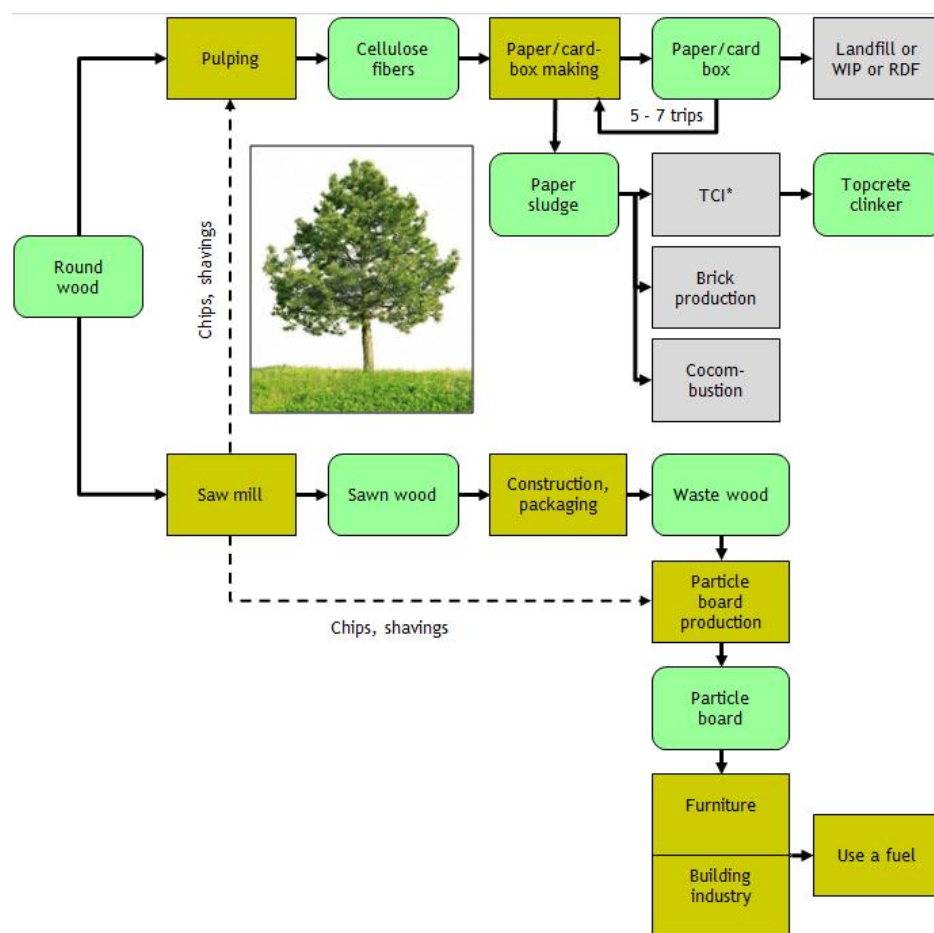 Pulping
Cellulose
fibers
Paper/card-
box making
Paper/card
box
Landfill or
WIP or RDF
5 - 7 trips
Paper
sludge
TCI*
Topcrete
clinker
Round
wood
Chips, shavings
Brick
production
Cocom-
bustion
Saw mill
Sawn wood
Construction,
packaging
Waste wood
Particle
board
production
Chips, shavings
Particle
board
Furniture
Building
industry
Use a fuel